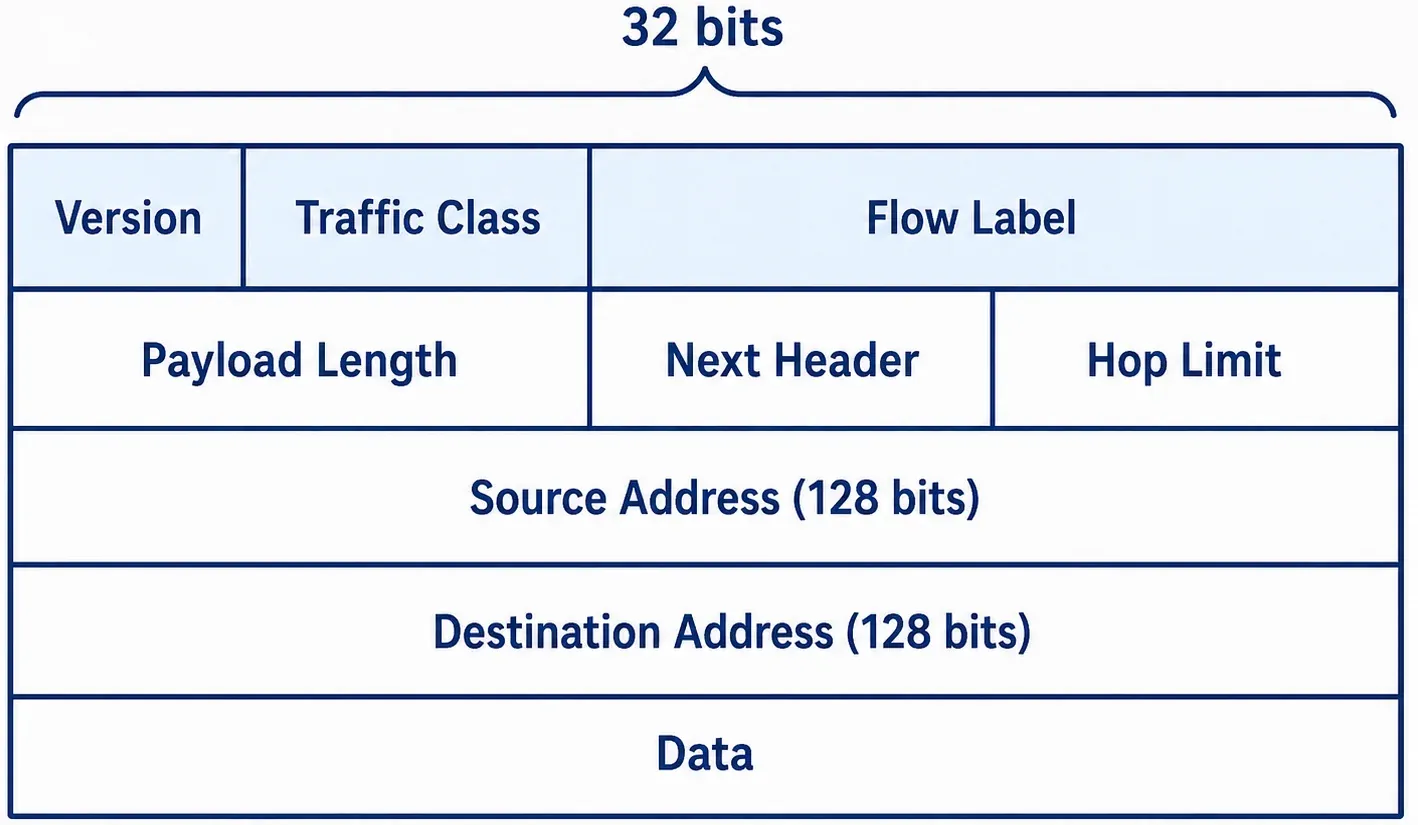 32 bits
Version Traffic Class Flow Label
Payload Length Next Header Hop Limit
Source Address (128 bits)
Destination Address (128 bits)
Data